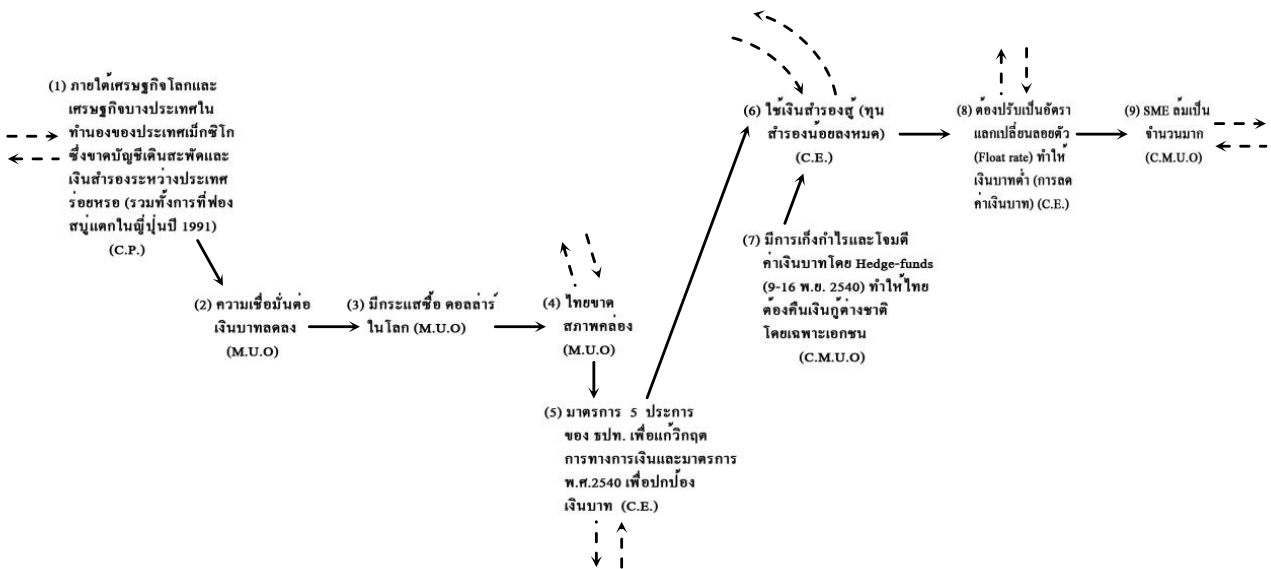 (1) ภายใต้เศรษฐกิจโลกและ
เศรษฐกิจบางประเทศใน
ทำนองของประเทศเม็กซิโก
ซึ่งขาดบัญชีเดินสะพัดและ
เงินสำรองระหว่างประเทศ
ร่อยหรอ (รวมทั้งการที่ฟอง
สบู่แตกในญี่ปุ่นปี 1991)
(C.P.)
(2) ความเชื่อมั่นต่อ
เงินบาทลดลง
(M.U.O)
(3) มีกระแสซื้อ ดอลล่าร์
ในโลก (M.U.O)
(4) ไทยขาด
สภาพคล่อง
(M.U.O)
(5) มาตรการ 5 ประการ
ของ ธปท. เพื่อแก้วิกฤต
การทางการเงินและมาตรการ
พ.ศ.2540 เพื่อปกป้อง
เงินบาท (C.E.)
(6) ใช้เงินสำรองสู้ (ทุน
สำรองน้อยลงหมด)
(C.E.)
(7) มีการเก็งกำไรและโจมตี
ค่าเงินบาทโดย Hedge-funds
(9-16 พ.ย. 2540) ทำให้ไทย
ต้องคืนเงินกู้ต่างชาติ
โดยเฉพาะเอกชน
(C.M.U.O)
(8) ต้องปรับเป็นอัตรา
แลกเปลี่ยนลอยตัว
(Float rate) ทำให้
เงินบาทต่ำ (การลด
ค่าเงินบาท) (C.E.)
(9) SME ล้มเป็น
จำนวนมาก
(C.M.U.O)